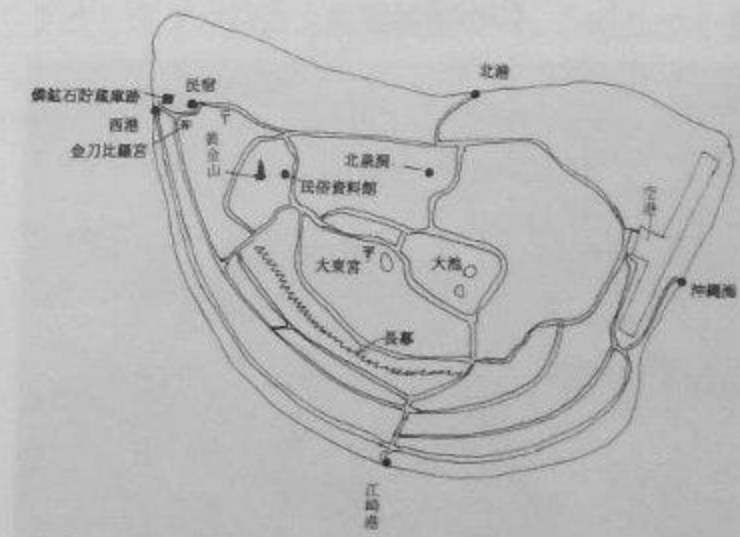 北港
民宿
燐鉱石貯蔵庫跡
西港
金刀比羅宮
黄金山
北泉洞
民俗資料館
空港
大東宮
大池
沖縄海
長幕
江崎港